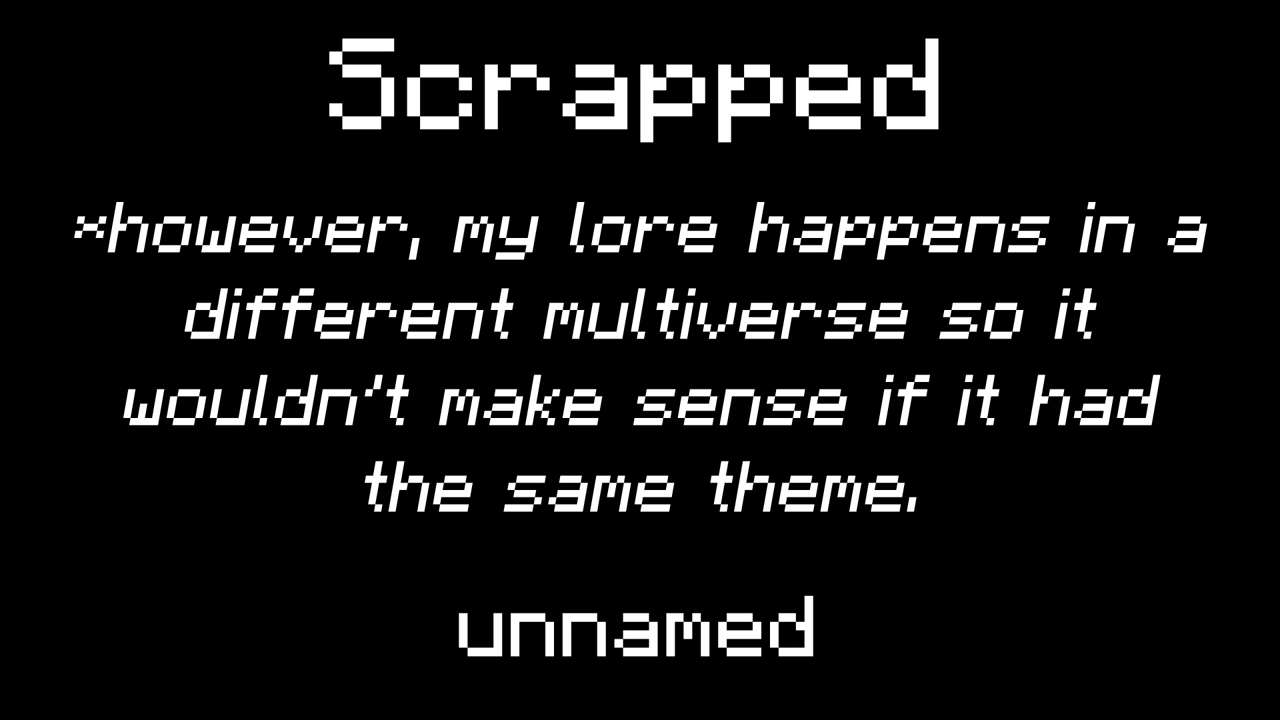 Scrapped
*however, my lore happens in a
different multiverse so it
wouldn't make sense if it had
the same theme.
unnamed